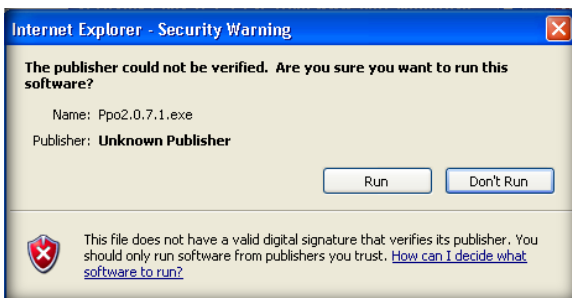 Internet Explorer - Security Warning
The publisher could not be verified.  Are you sure you want to run this
software?
Name: Ppo2.0.7.1.exe
Publisher: Unknown Publisher
Run
Don't Run
This file does not have a valid digital signature that verifies its publisher. You
should only run software from publishers you trust. How can I decide what
software to run?